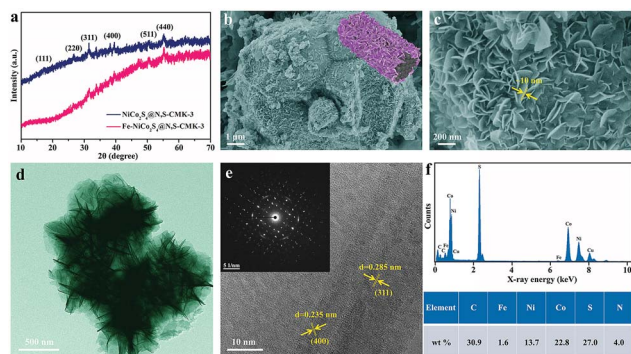 a
(111)
(220)
(311)
(400)
(511)
(440)
Intensity (a.u.)
NiCo2S4@N,S-CMK-3
Fe-NiCo2S4@N,S-CMK-3
10 20 30 40 50 60 70
2θ (degree)
b
1 μm
c
~10 nm
200 nm
d
500 nm
e
5 1/nm
d=0.285 nm
(311)
d=0.235 nm
(400)
10 nm
f
Counts
S
Co
Ni
Fe
C
C
Co
Co
Fe
Ni
Co
0 2 4 6 8 10
X-ray energy (keV)
Element C Fe Ni Co S N
wt % 30.9 1.6 13.7 22.8 27.0 4.0